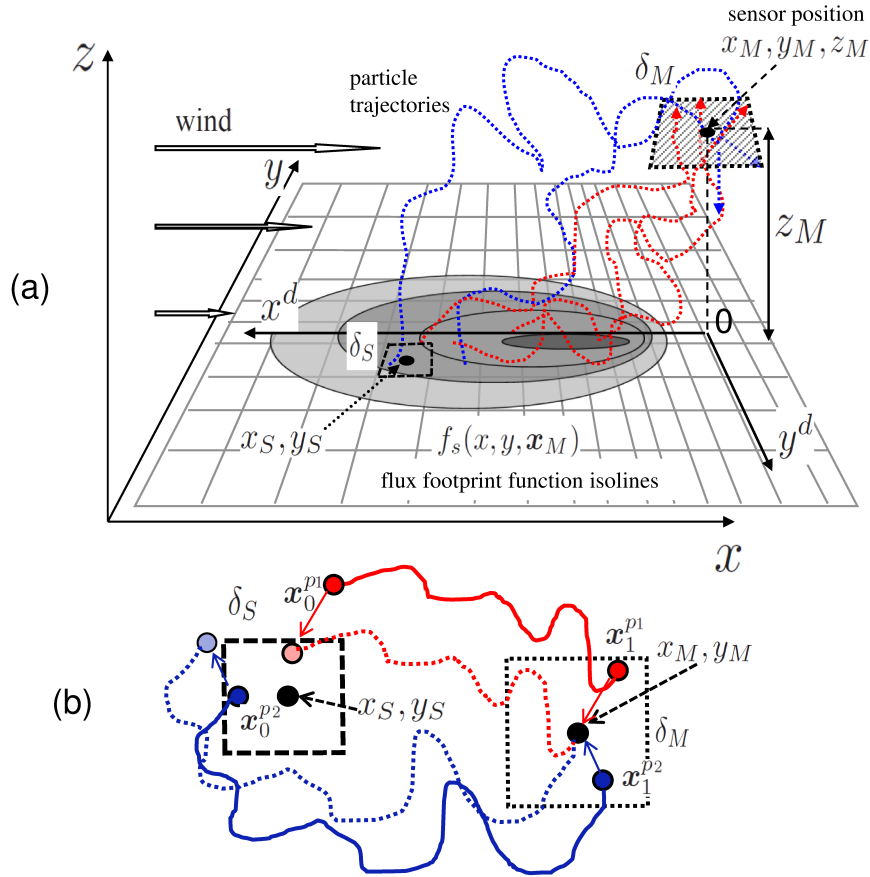 sensor position
x_M, y_M, z_M
z
δ_M
particle
trajectories
wind
y
z_M
(a)
x^d
0
δ_S
x_S, y_S
f_s(x, y, x_M)
y^d
flux footprint function isolines
x
x_0^{p1}
δ_S
x_1^{p1}
x_M, y_M
(b)
x_S, y_S
x_0^{p2}
δ_M
x_1^{p2}